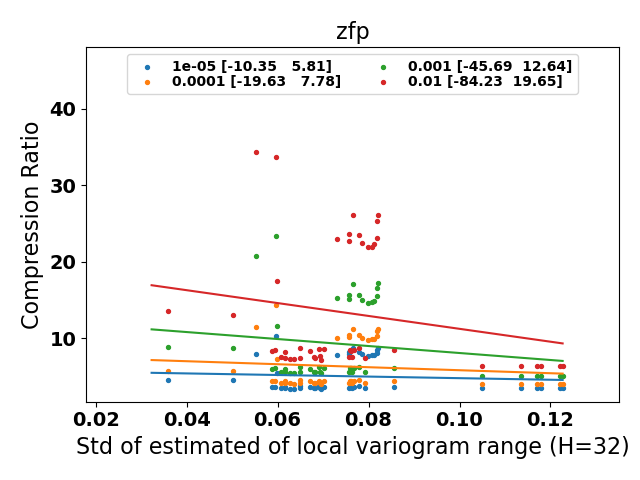 zfp
1e-05 [-10.35 5.81]
0.0001 [-19.63 7.78]
0.001 [-45.69 12.64]
0.01 [-84.23 19.65]
Compression Ratio
40
30
20
10
0.02 0.04 0.06 0.08 0.10 0.12
Std of estimated of local variogram range (H=32)